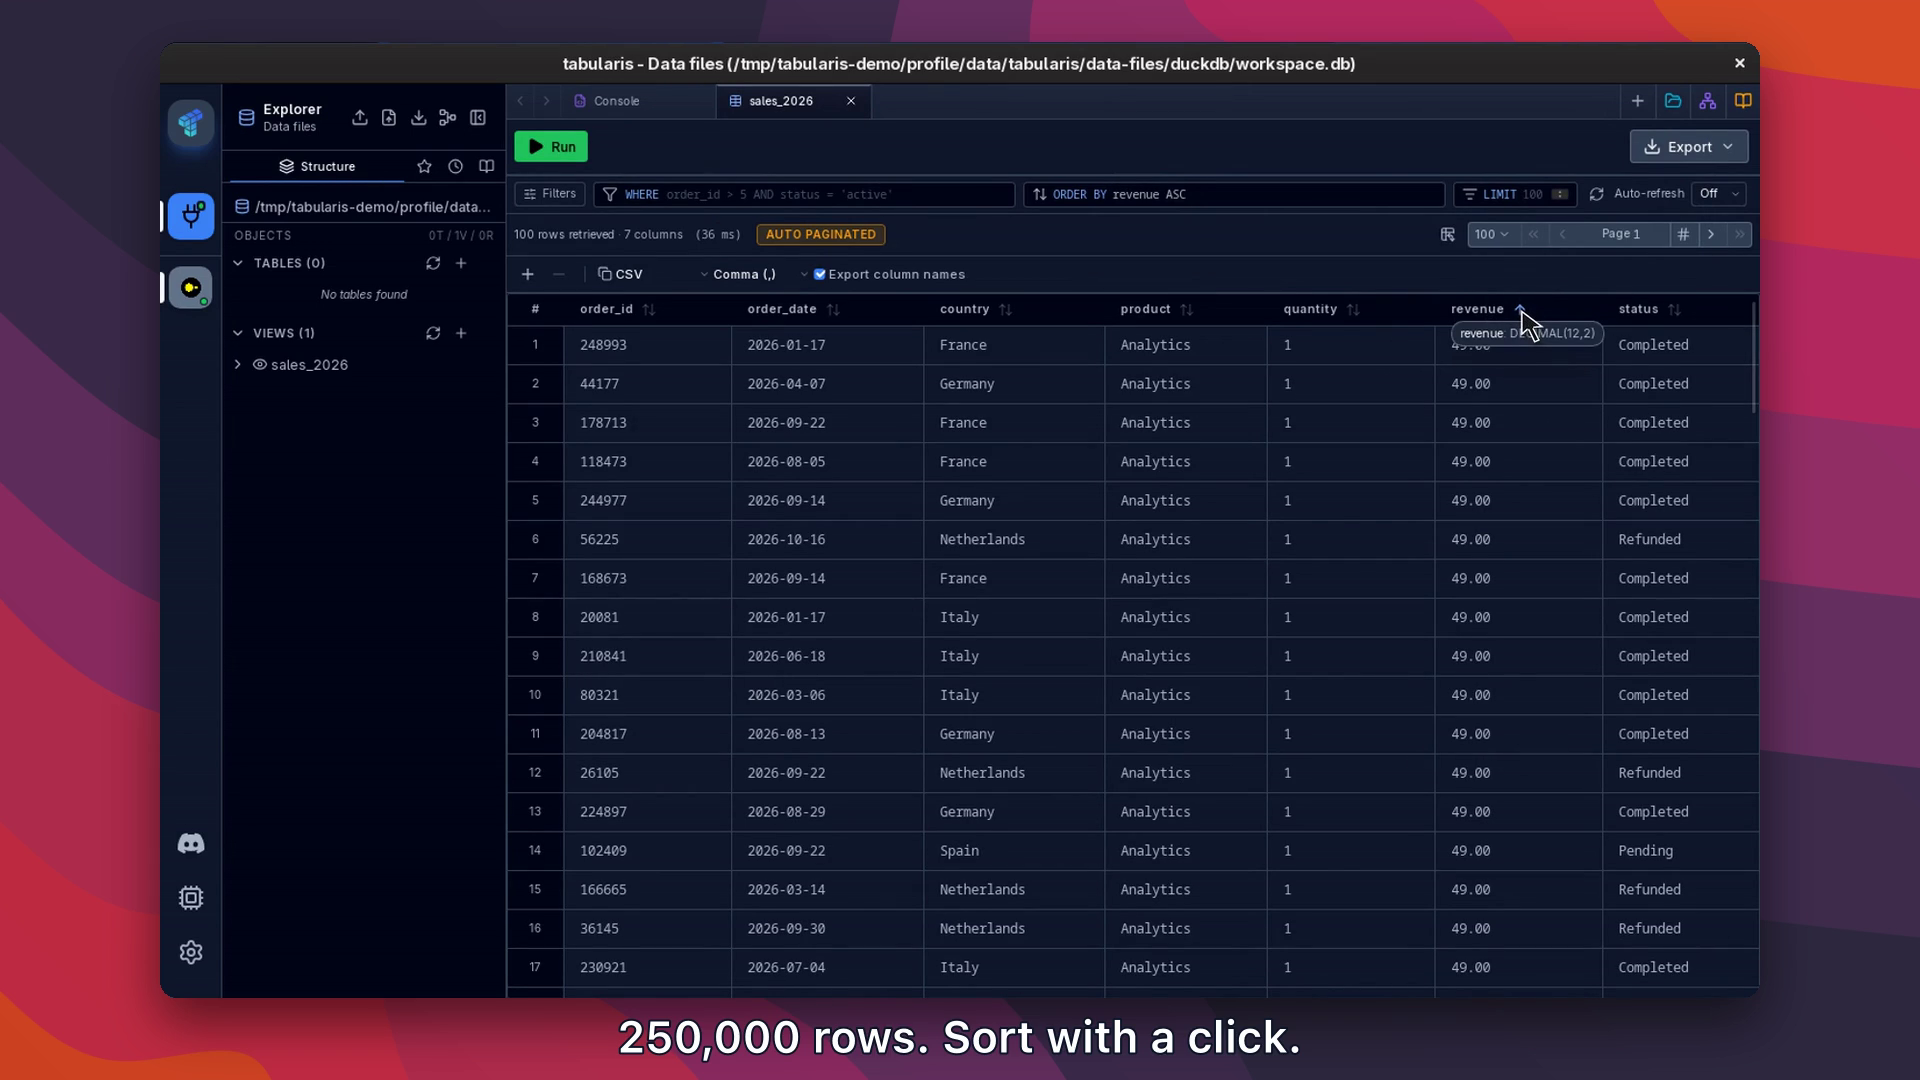 tabularis - Data files (/tmp/tabularis-demo/profile/data/tabularis/data-files/duckdb/workspace.db)
Explorer
Data files
Console
sales_2026
Structure
Run
Export
/tmp/tabularis-demo/profile/data...
Filters
WHERE order_id > 5 AND status = 'active'
ORDER BY revenue ASC
LIMIT 100
Auto-refresh
Off
OBJECTS 0T / 1V / 0R
100 rows retrieved · 7 columns (36 ms)
AUTO PAGINATED
100
Page 1
TABLES (0)
No tables found
VIEWS (1)
sales_2026
CSV
Comma (,)
Export column names
# order_id order_date country product quantity revenue status
revenue: DECIMAL(12,2)
1 248993 2026-01-17 France Analytics 1 49.00 Completed
2 44177 2026-04-07 Germany Analytics 1 49.00 Completed
3 178713 2026-09-22 France Analytics 1 49.00 Completed
4 118473 2026-08-05 France Analytics 1 49.00 Completed
5 244977 2026-09-14 Germany Analytics 1 49.00 Completed
6 56225 2026-10-16 Netherlands Analytics 1 49.00 Refunded
7 168673 2026-09-14 France Analytics 1 49.00 Completed
8 20081 2026-01-17 Italy Analytics 1 49.00 Completed
9 210841 2026-06-18 Italy Analytics 1 49.00 Completed
10 80321 2026-03-06 Italy Analytics 1 49.00 Completed
11 204817 2026-08-13 Germany Analytics 1 49.00 Completed
12 26105 2026-09-22 Netherlands Analytics 1 49.00 Refunded
13 224897 2026-08-29 Germany Analytics 1 49.00 Completed
14 102409 2026-09-22 Spain Analytics 1 49.00 Pending
15 166665 2026-03-14 Netherlands Analytics 1 49.00 Refunded
16 36145 2026-09-30 Netherlands Analytics 1 49.00 Refunded
17 230921 2026-07-04 Italy Analytics 1 49.00 Completed
250,000 rows. Sort with a click.